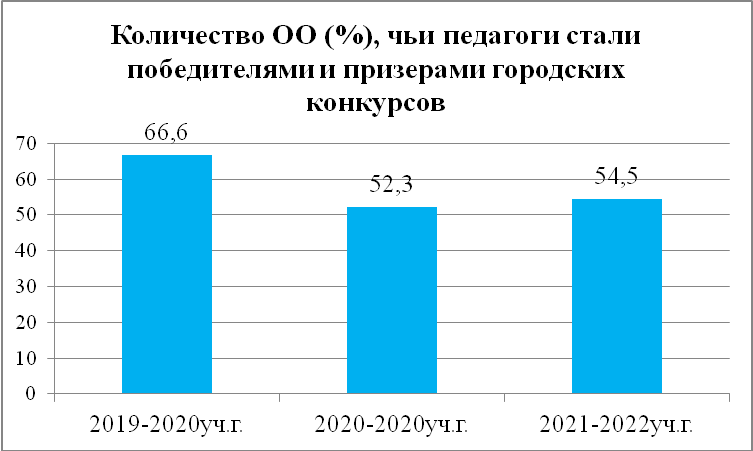 Количество ОО (%), чьи педагоги стали
победителями и призерами городских
конкурсов
70
60
50
40
30
20
10
0
66,6
52,3
54,5
2019-2020уч.г.
2020-2020уч.г.
2021-2022уч.г.